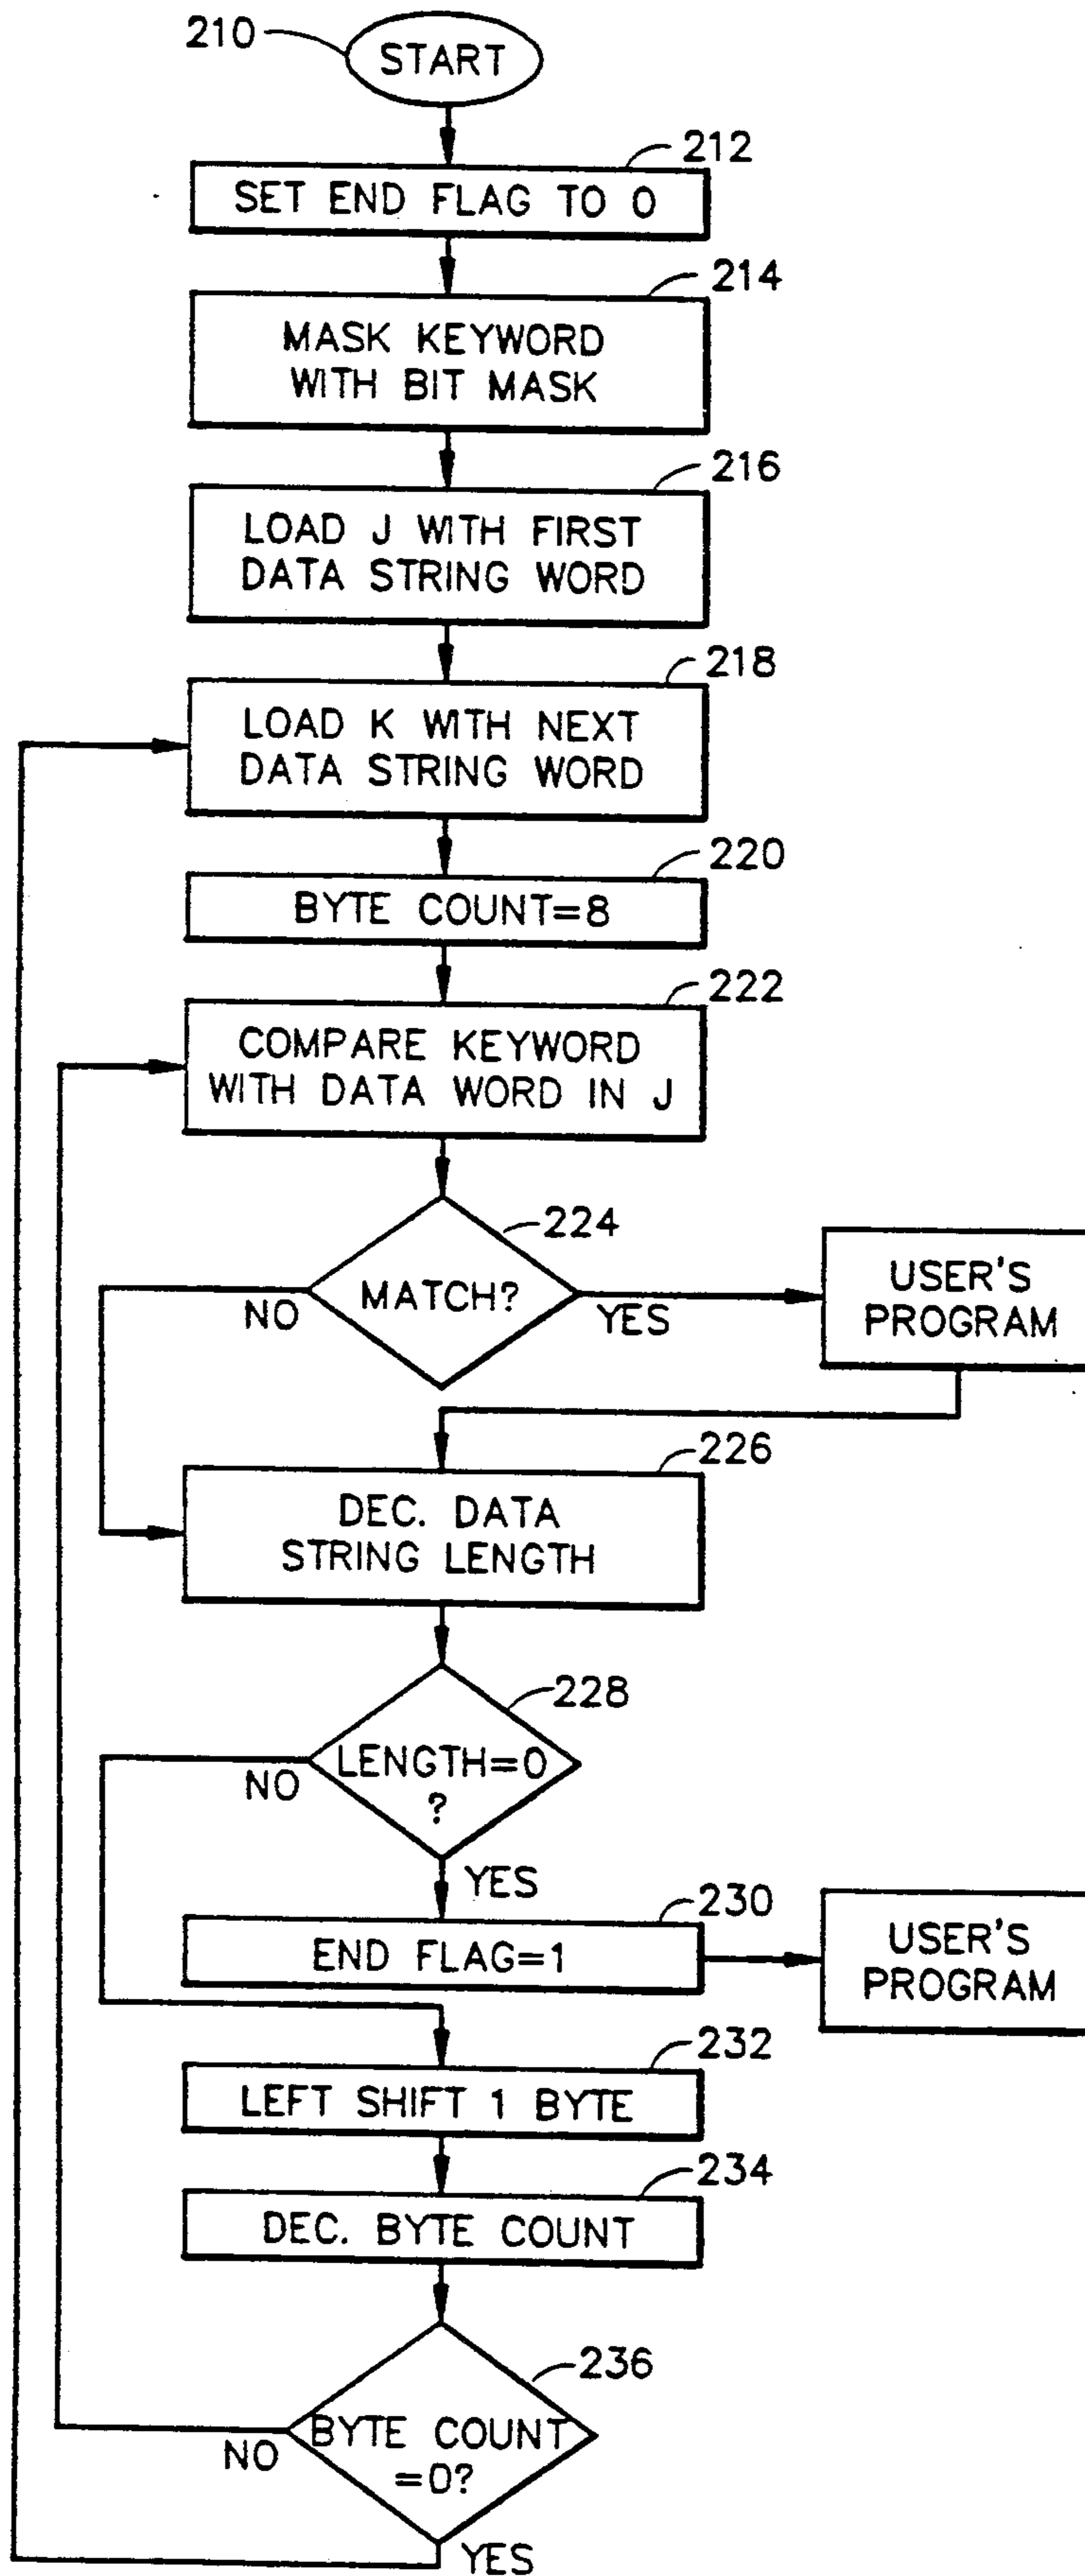 210
START
212
SET END FLAG TO 0
214
MASK KEYWORD
WITH BIT MASK
216
LOAD J WITH FIRST
DATA STRING WORD
218
LOAD K WITH NEXT
DATA STRING WORD
220
BYTE COUNT=8
222
COMPARE KEYWORD
WITH DATA WORD IN J
224
MATCH?
NO
YES
USER'S
PROGRAM
226
DEC. DATA
STRING LENGTH
228
LENGTH=0
?
NO
YES
230
END FLAG=1
USER'S
PROGRAM
232
LEFT SHIFT 1 BYTE
234
DEC. BYTE COUNT
236
BYTE COUNT
=0?
NO
YES